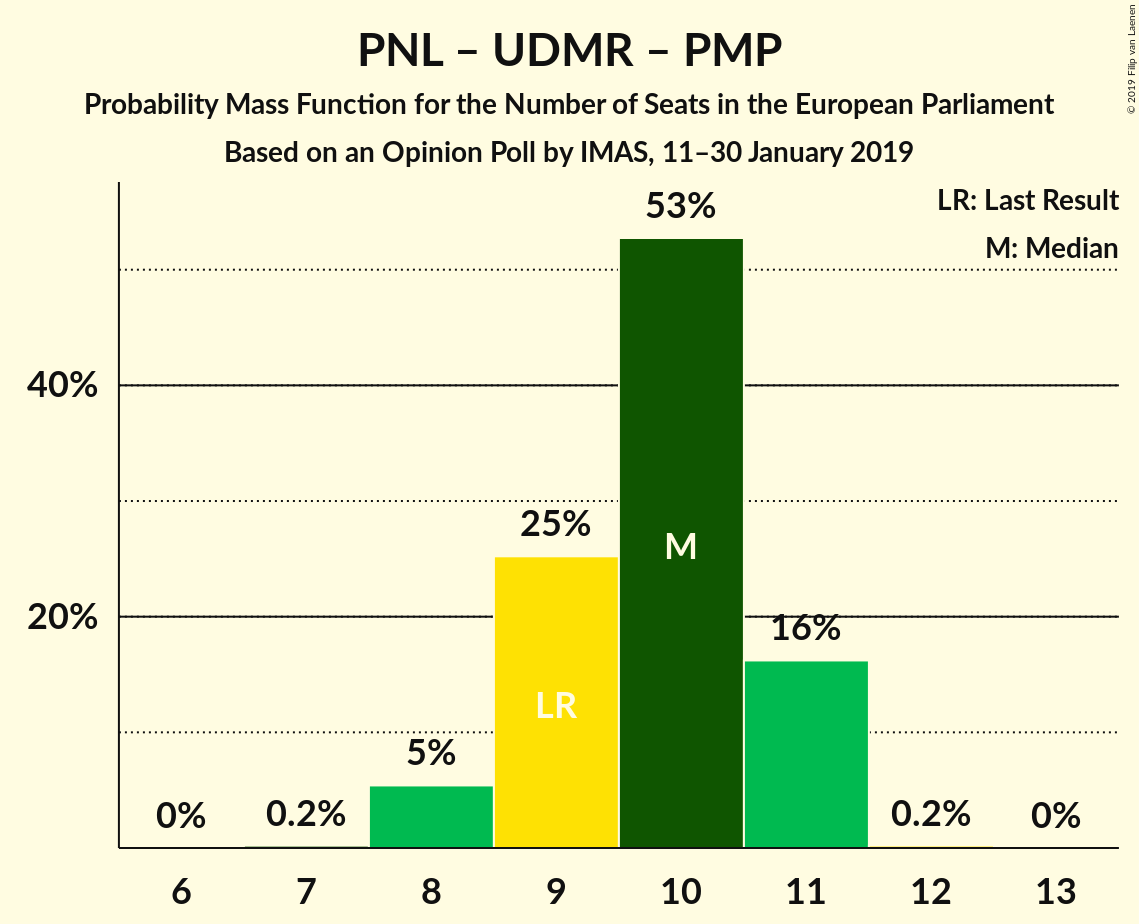 PNL – UDMR – PMP
Probability Mass Function for the Number of Seats in the European Parliament
Based on an Opinion Poll by IMAS, 11–30 January 2019
© 2019 Filip van Laenen
LR: Last Result
M: Median
53%
40%
25%
M
20%
16%
LR
5%
0%
0.2%
0.2%
0%
6 7 8 9 10 11 12 13